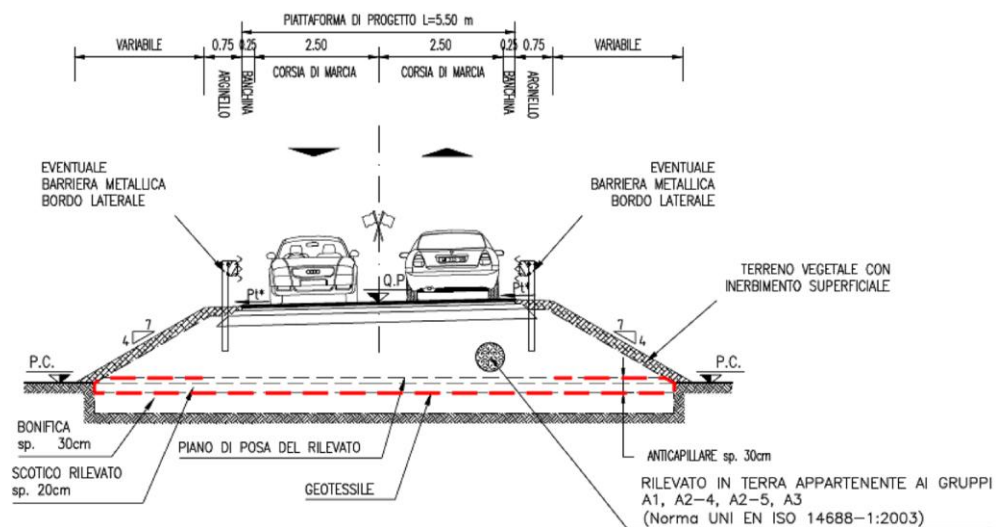 PIATTAFORMA DI PROGETTO L=5.50 m
VARIABILE 0.75 0.25 2.50 2.50 0.25 0.75 VARIABILE
ARGINELLO BANCHINA CORSIA DI MARCIA CORSIA DI MARCIA BANCHINA ARGINELLO
EVENTUALE
BARRIERA METALLICA
BORDO LATERALE
EVENTUALE
BARRIERA METALLICA
BORDO LATERALE
TERRENO VEGETALE CON
INERBIMENTO SUPERFICIALE
Pt* Q.P Pt*
7
4
7
4
P.C. P.C.
BONIFICA
sp. 30cm
SCOTICO RILEVATO
sp. 20cm
PIANO DI POSA DEL RILEVATO
GEOTESSILE
ANTICAPILLARE sp. 30cm
RILEVATO IN TERRA APPARTENENTE AI GRUPPI
A1, A2-4, A2-5, A3
(Norma UNI EN ISO 14688-1:2003)